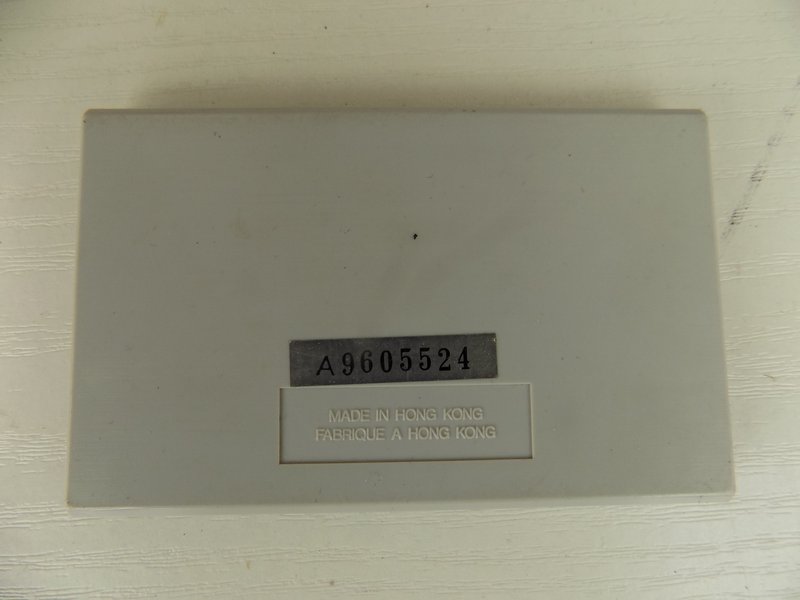 A9605524
MADE IN HONG KONG
FABRIQUE A HONG KONG